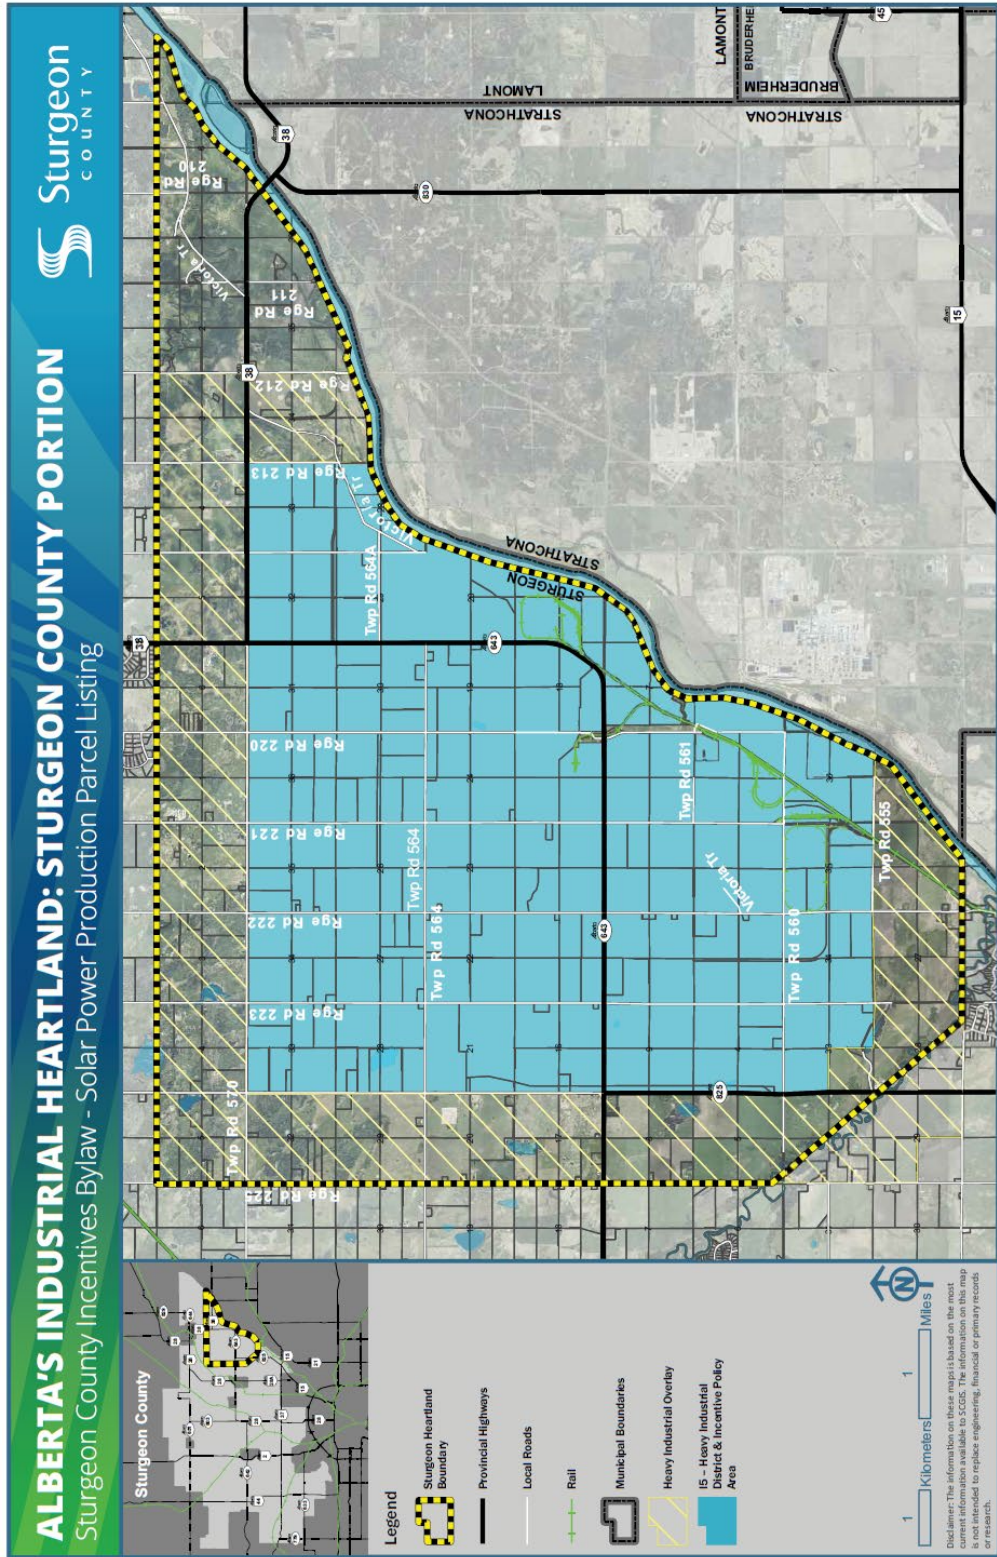 ALBERTA'S INDUSTRIAL HEARTLAND: STURGEON COUNTY PORTION
Sturgeon County Incentives Bylaw - Solar Power Production Parcel Listing
Sturgeon
COUNTY
Sturgeon County
Legend
Sturgeon Heartland
Boundary
Provincial Highways
Local Roads
Rail
Municipal Boundaries
Heavy Industrial Overlay
I5 – Heavy Industrial
District & Incentive Policy
Area
N
1
Kilometers
1
Miles
Disclaimer: The information on these maps is based on the most
current information available to SCGIS. The information on this map
is not intended to replace engineering, financial or primary records
or research.
Twp Rd 570
Rge Rd 225
Rge Rd 223
Rge Rd 222
Rge Rd 221
Rge Rd 220
Rge Rd 213
Rge Rd 212
Rge Rd
211
Rge Rd
210
Victoria Tr
Victoria Tr
Victoria Tr
Twp Rd 564
Twp Rd 564
Twp Rd 564A
Twp Rd 561
Twp Rd 560
Twp Rd 555
38
38
38
643
643
825
830
15
45
STURGEON
STRATHCONA
LAMONT
STRATHCONA
LAMONT
BRUDERHEIM
BRUDERHEIM
STRATHCONA